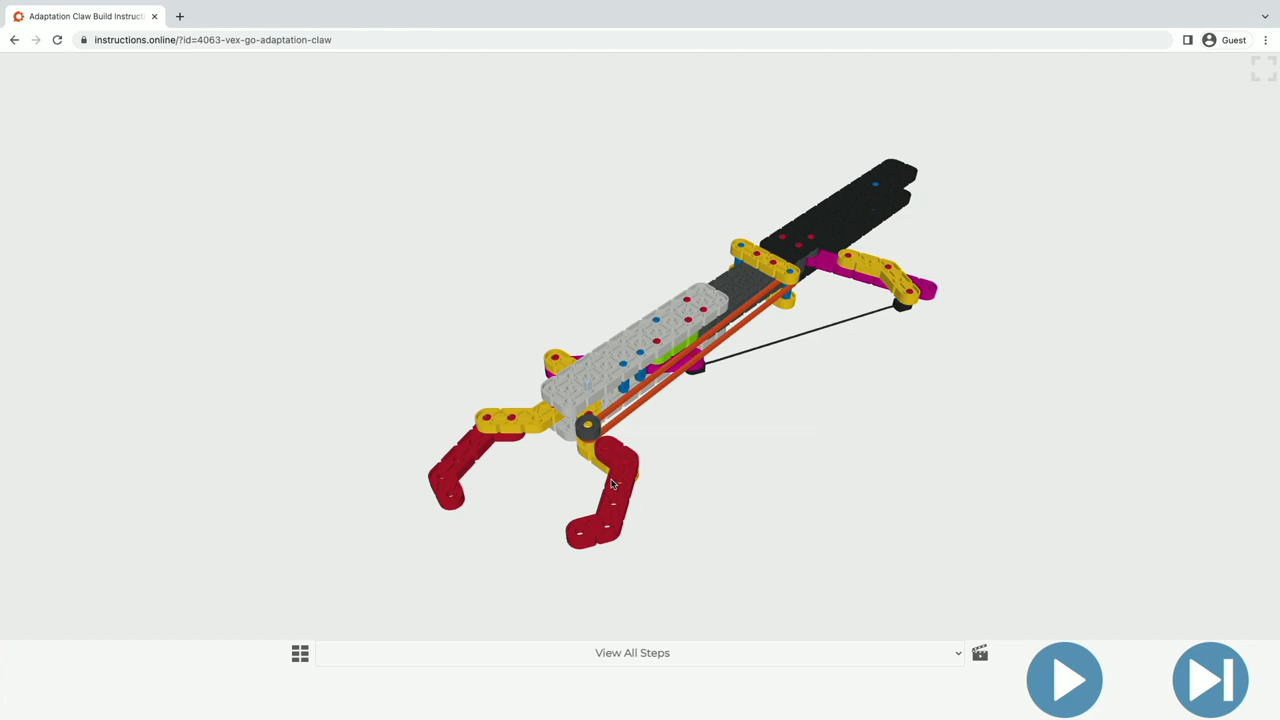 Adaptation Claw Build Instructi
instructions.online/?id=4063-vex-go-adaptation-claw
Guest
View All Steps